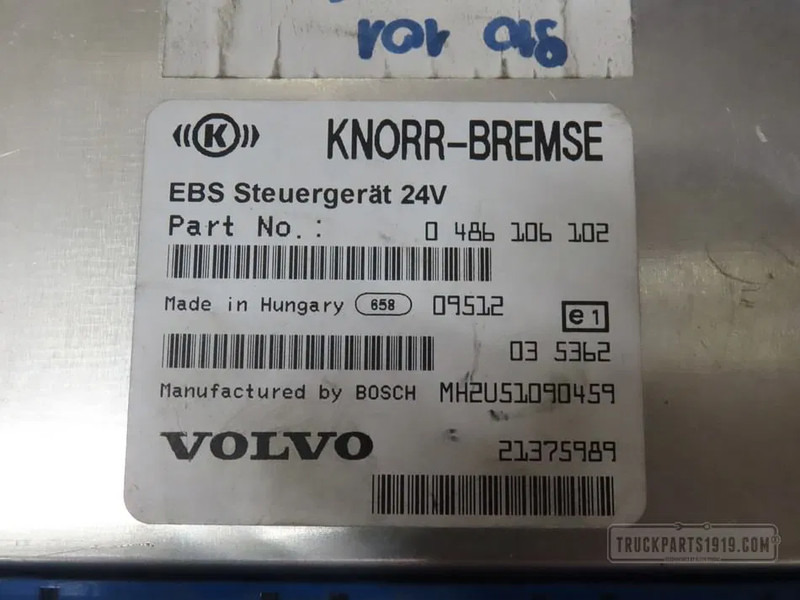 K KNORR-BREMSE
EBS Steuergerät 24V
Part No.: 0 486 106 102
Made in Hungary 658 09512 e1
03 5362
Manufactured by BOSCH MH2US1090459
VOLVO 21375989
TRUCKPARTS1919.COM